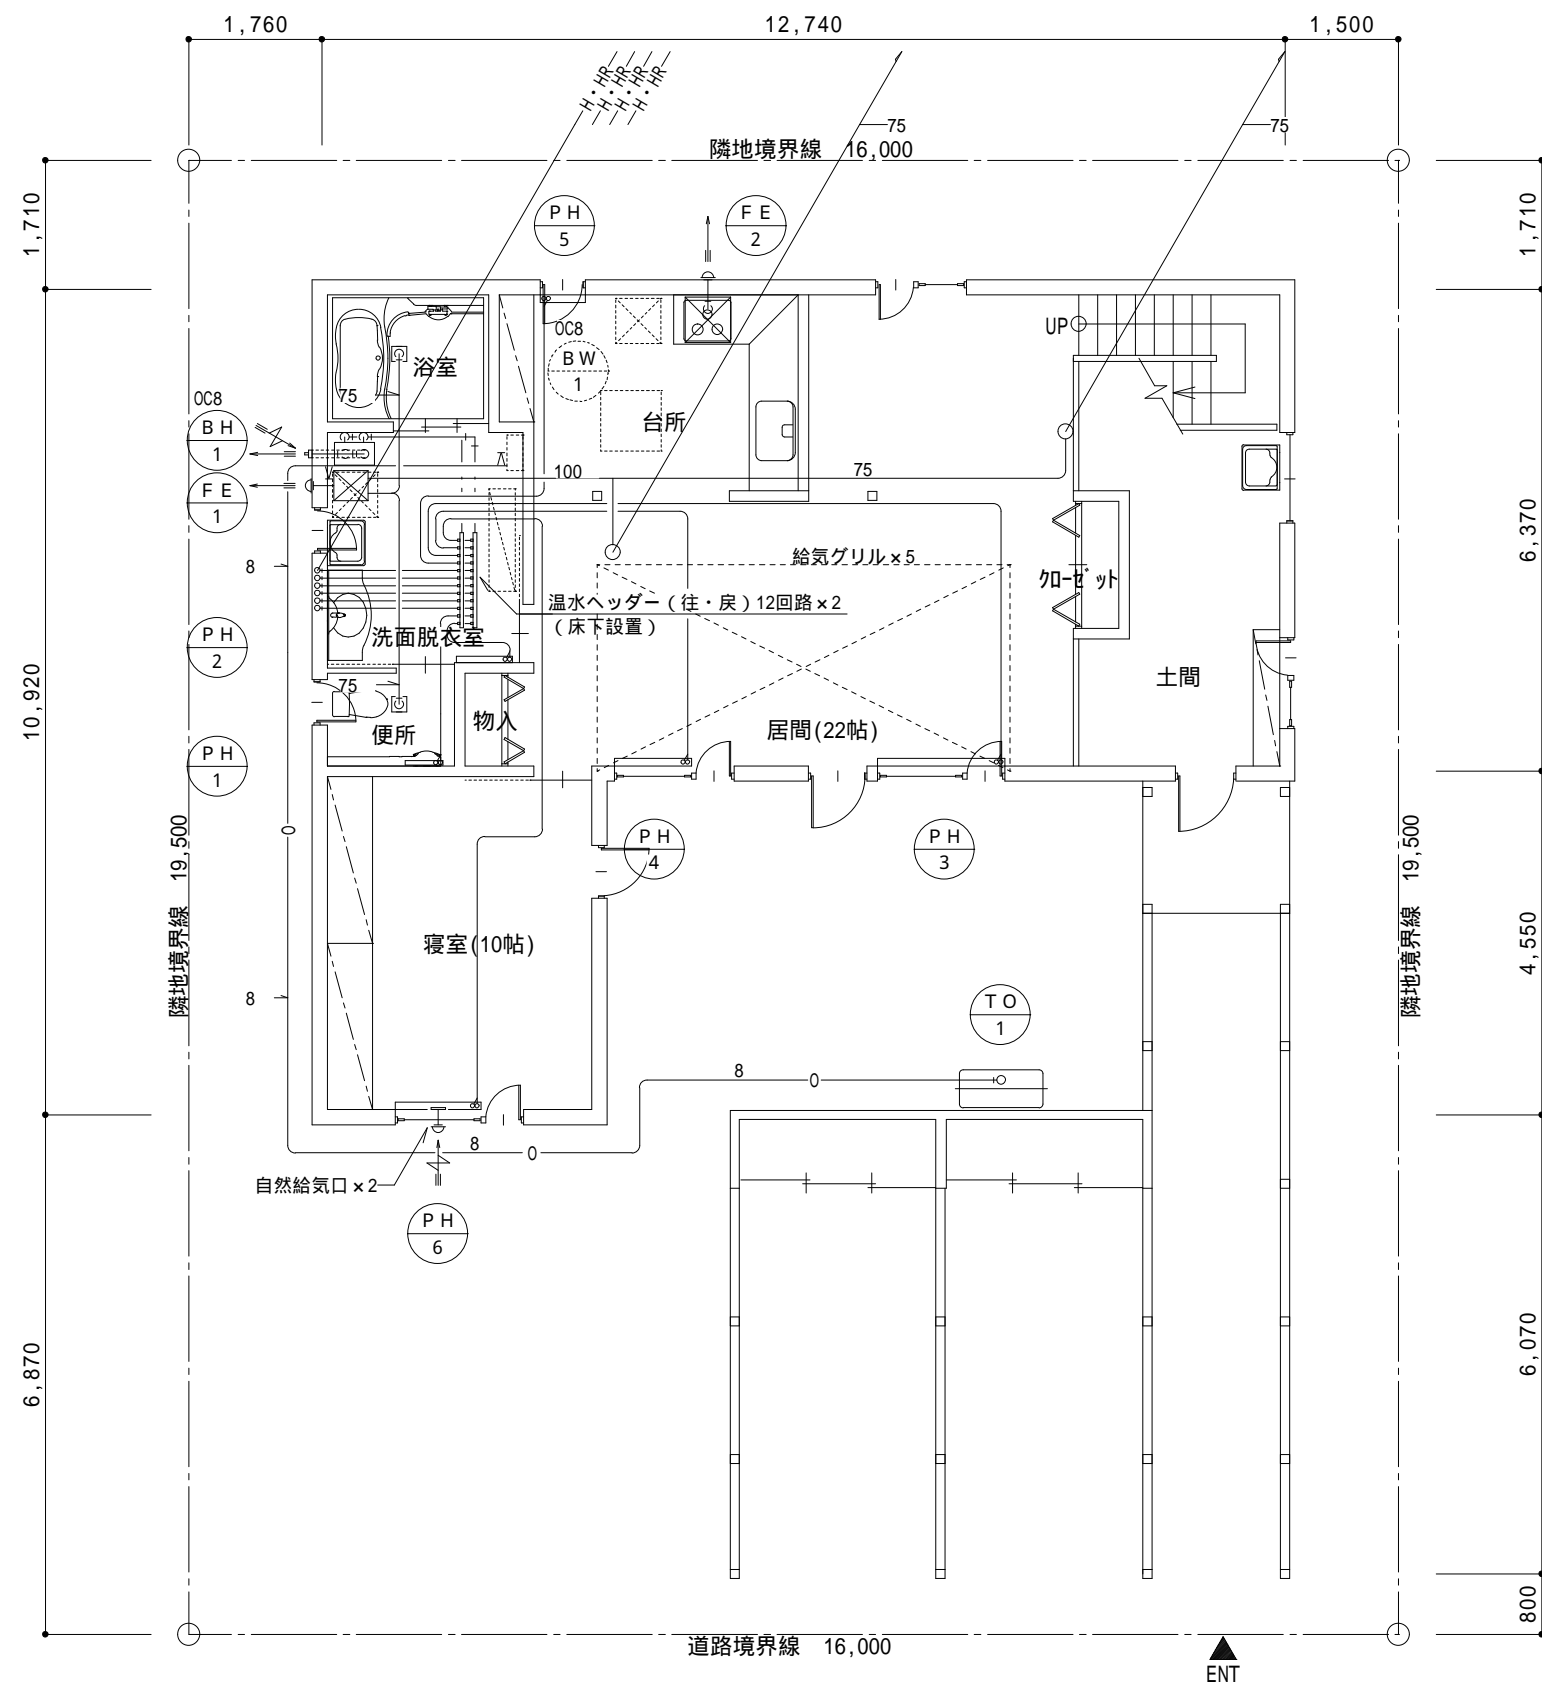 1,760 12,740 1,500
H・HR
H・HR
H・HR
H・HR
75
75
隣地境界線 16,000
1,710
1,710
PH
5
FE
2
OC8
BW
1
UP
浴室
75
OC8
BH
1
台所
100
75
FE
1
6,370
給気グリル×5
8
クローゼット
温水ヘッダー（往・戻）12回路×2
（床下設置）
洗面脱衣室
PH
2
75
土間
10,920
物入
便所
居間(22帖)
PH
1
O
隣地境界線 19,500
PH
4
PH
3
隣地境界線 19,500
寝室(10帖)
4,550
8
TO
1
8
O
8
O
自然給気口×2
PH
6
6,870
6,070
800
道路境界線 16,000
ENT